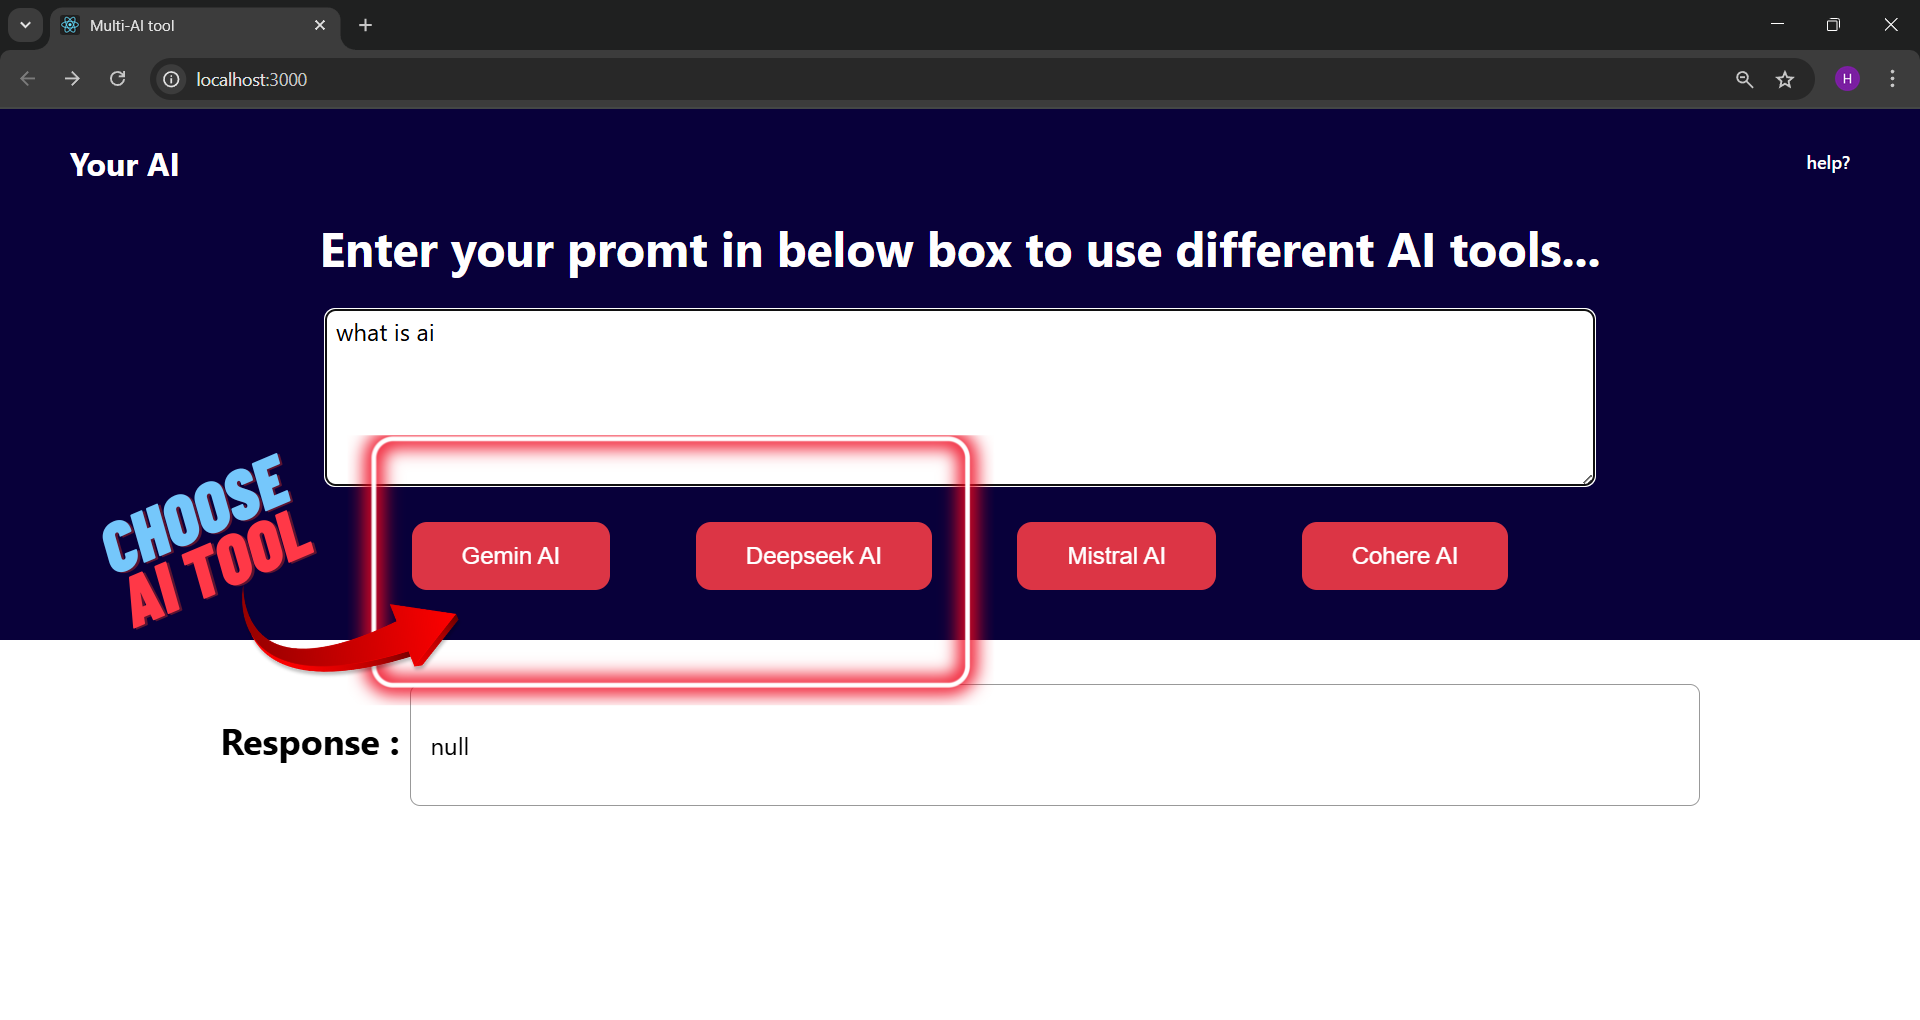 Multi-AI tool
localhost:3000
H
Your AI
help?
Enter your promt in below box to use different AI tools...
what is ai
CHOOSE
AI TOOL
Gemin AI
Deepseek AI
Mistral AI
Cohere AI
Response :
null